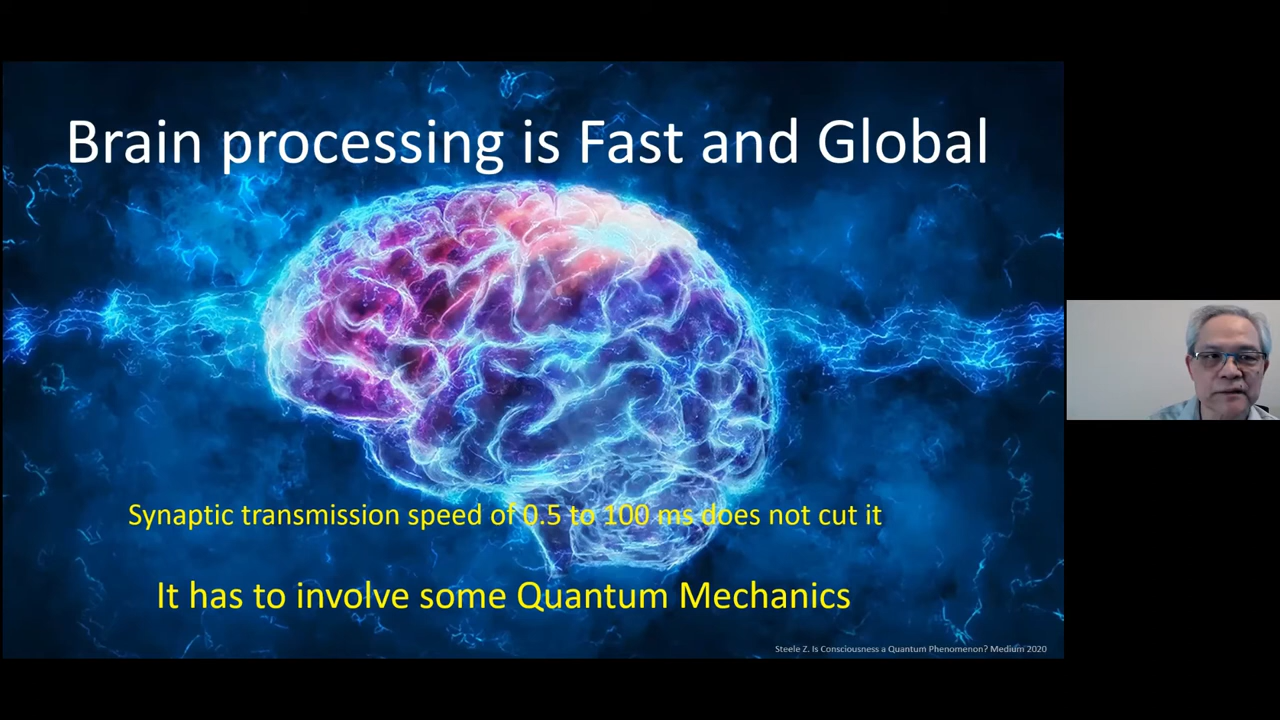 Brain processing is Fast and Global
Synaptic transmission speed of 0.5 to 100 ms does not cut it
It has to involve some Quantum Mechanics
Steele Z. Is Consciousness a Quantum Phenomenon? Medium 2020